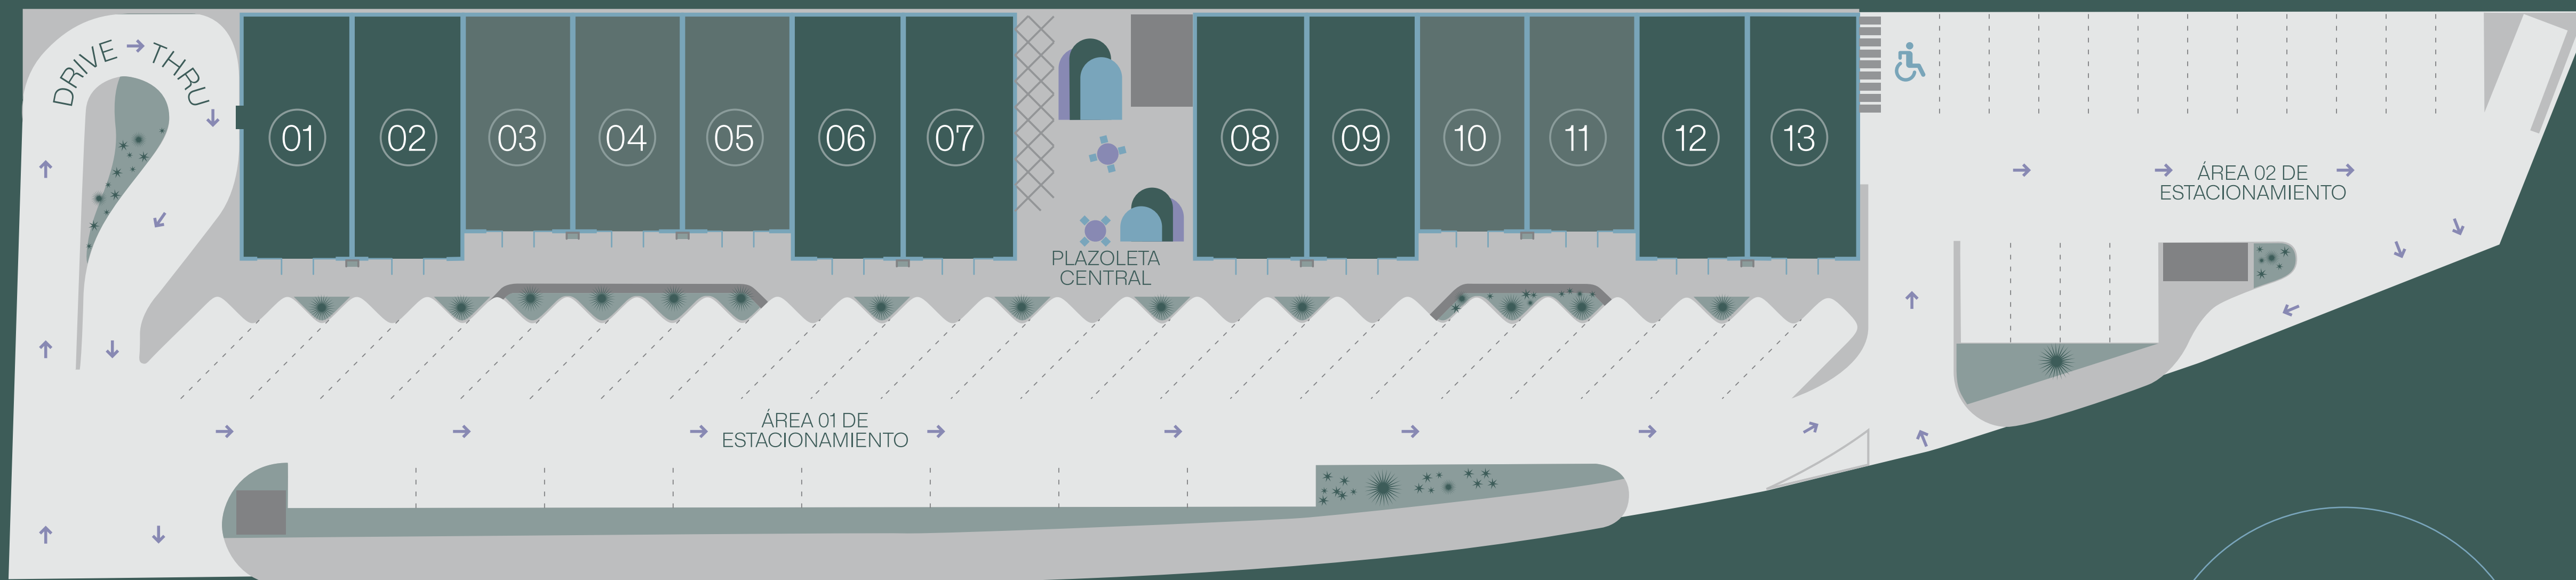 DRIVE THRU
01
02
03
04
05
06
07
08
09
10
11
12
13
PLAZOLETA
CENTRAL
ÁREA 02 DE
ESTACIONAMIENTO
ÁREA 01 DE
ESTACIONAMIENTO